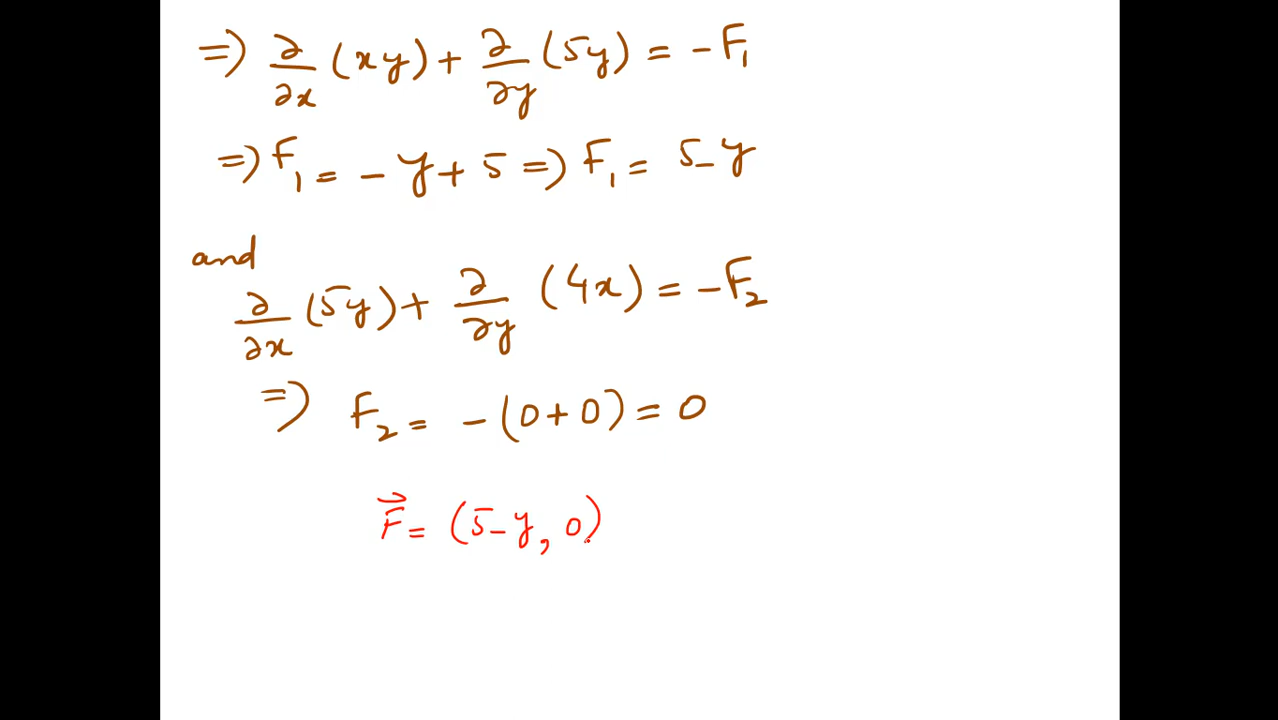 ⇒ ∂/∂x (xy) + ∂/∂y (5y) = -F₁
⇒ F₁ = - y + 5 ⇒ F₁ = 5-y
and
∂/∂x (5y) + ∂/∂y (4x) = -F₂
⇒ F₂ = -(0+0) = 0
F⃗ = (5-y, 0)